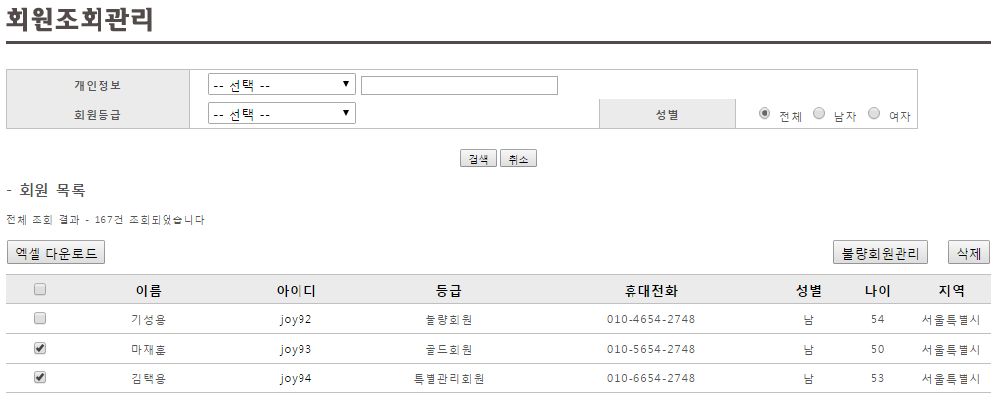 회원조회관리
개인정보 -- 선택 --
회원등급 -- 선택 -- 성별 전체 남자 여자
검색 취소
- 회원 목록
전체 조회 결과 - 167건 조회되었습니다
엑셀 다운로드 불량회원관리 삭제
이름 아이디 등급 휴대전화 성별 나이 지역
기성용 joy92 불량회원 010-4654-2748 남 54 서울특별시
마재훈 joy93 골드회원 010-5654-2748 남 50 서울특별시
김택용 joy94 특별관리회원 010-6654-2748 남 53 서울특별시